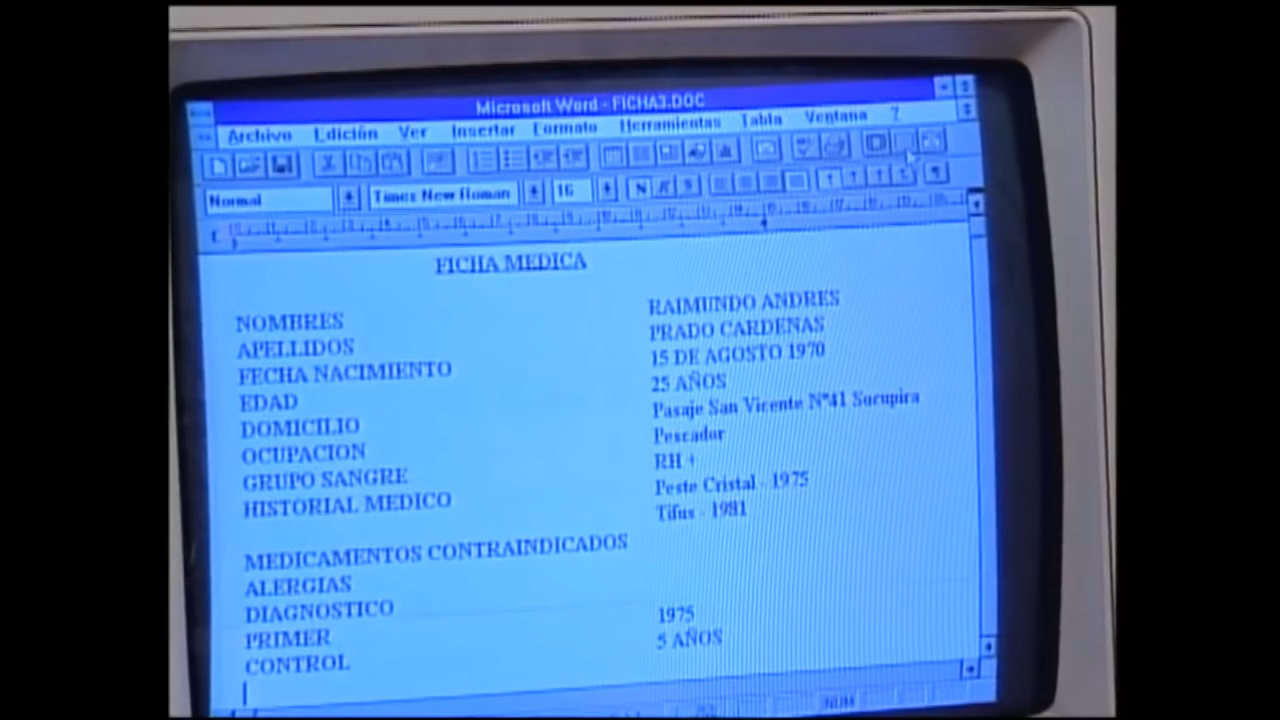 Microsoft Word - FICHA3.DOC
Archivo Edición Ver Insertar Formato Herramientas Tabla Ventana ?
Normal Times New Roman 16 N K S
FICHA MEDICA
NOMBRES RAIMUNDO ANDRES
APELLIDOS PRADO CARDENAS
FECHA NACIMIENTO 15 DE AGOSTO 1970
EDAD 25 AÑOS
DOMICILIO Pasaje San Vicente Nº41 Sucupira
OCUPACION Pescador
GRUPO SANGRE RH +
HISTORIAL MEDICO Peste Cristal - 1975
Tifus - 1981
MEDICAMENTOS CONTRAINDICADOS
ALERGIAS
DIAGNOSTICO
PRIMER 1975
CONTROL 5 AÑOS
NUM